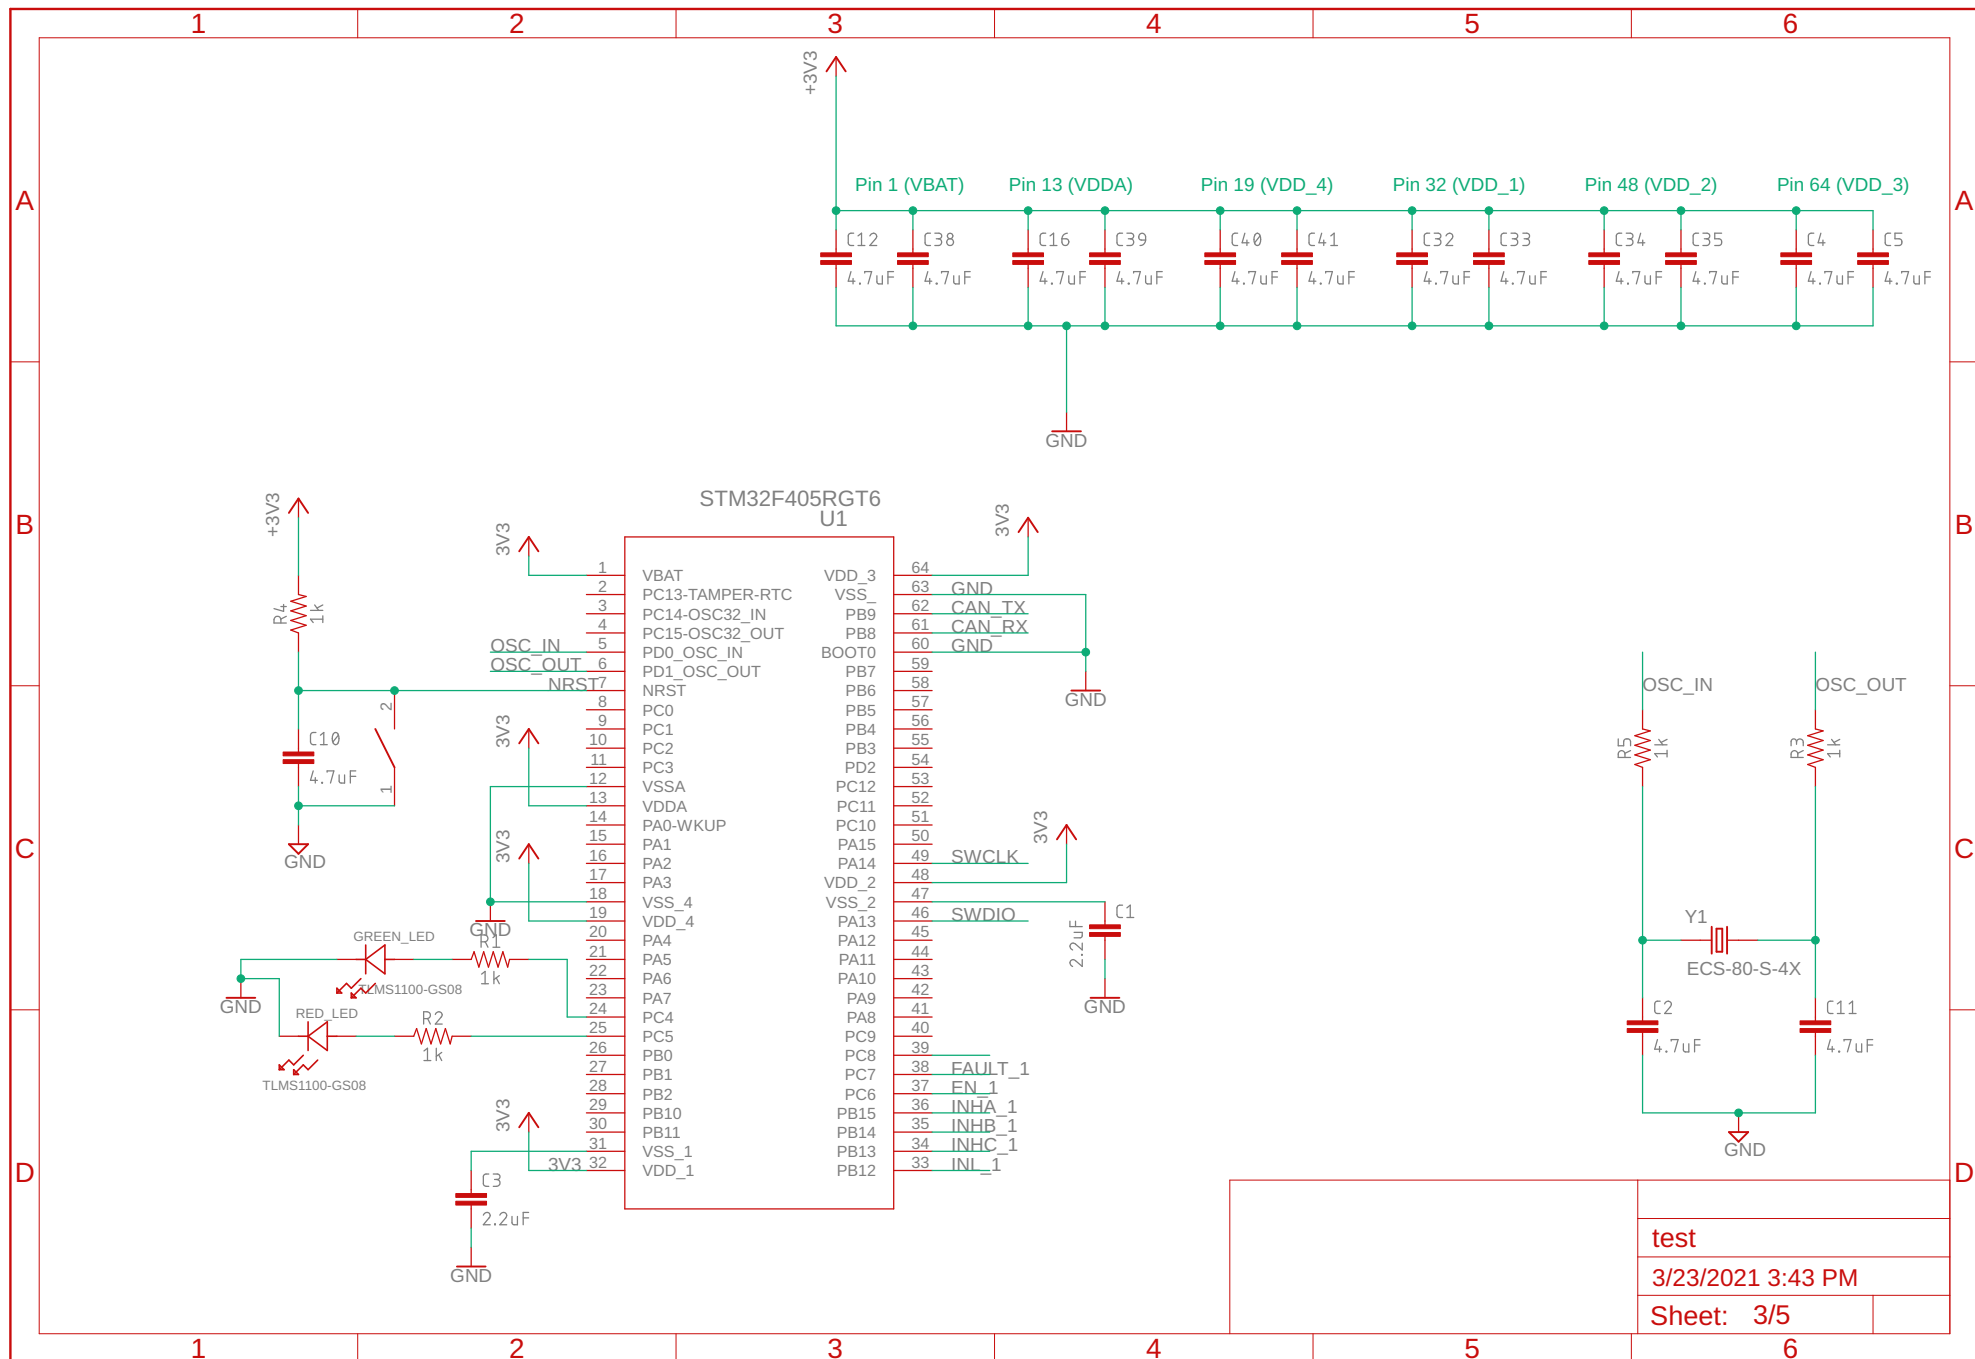 1 2 3 4 5 6
A A
B B
C C
D D
+3V3
Pin 1 (VBAT) Pin 13 (VDDA) Pin 19 (VDD_4) Pin 32 (VDD_1) Pin 48 (VDD_2) Pin 64 (VDD_3)
C12 C38 C16 C39 C40 C41 C32 C33 C34 C35 C4 C5
4.7uF 4.7uF 4.7uF 4.7uF 4.7uF 4.7uF 4.7uF 4.7uF 4.7uF 4.7uF 4.7uF 4.7uF
GND
+3V3
R4
1k
C10
4.7uF
2
1
GND
STM32F405RGT6
U1
3V3
1 VBAT
2 PC13-TAMPER-RTC
3 PC14-OSC32_IN
4 PC15-OSC32_OUT
OSC_IN 5 PD0_OSC_IN
OSC_OUT 6 PD1_OSC_OUT
NRST 7 NRST
8 PC0
9 PC1
10 PC2
11 PC3
12 VSSA
3V3
13 VDDA
14 PA0-WKUP
15 PA1
16 PA2
17 PA3
18 VSS_4
3V3
19 VDD_4
GND
20 PA4
21 PA5
22 PA6
23 PA7
24 PC4
25 PC5
26 PB0
27 PB1
28 PB2
29 PB10
30 PB11
31 VSS_1
3V3
3V3 32 VDD_1
GREEN_LED
R1
1k
TLMS1100-GS08
GND
RED_LED
R2
1k
TLMS1100-GS08
C3
2.2uF
GND
3V3
VDD_3 64
VSS_ 63 GND
PB9 62 CAN_TX
PB8 61 CAN_RX
BOOT0 60 GND
PB7 59
PB6 58
PB5 57
PB4 56
PB3 55
PD2 54
PC12 53
PC11 52
PC10 51
PA15 50
PA14 49 SWCLK
VDD_2 48
VSS_2 47
PA13 46 SWDIO
PA12 45
PA11 44
PA10 43
PA9 42
PA8 41
PC9 40
PC8 39
PC7 38 FAULT_1
PC6 37 EN_1
PB15 36 INHA_1
PB14 35 INHB_1
PB13 34 INHC_1
PB12 33 INL_1
GND
3V3
C1
2.2uF
GND
OSC_IN OSC_OUT
R5
1k
R3
1k
Y1
ECS-80-S-4X
C2 C11
4.7uF 4.7uF
GND
test
3/23/2021 3:43 PM
Sheet: 3/5
1 2 3 4 5 6